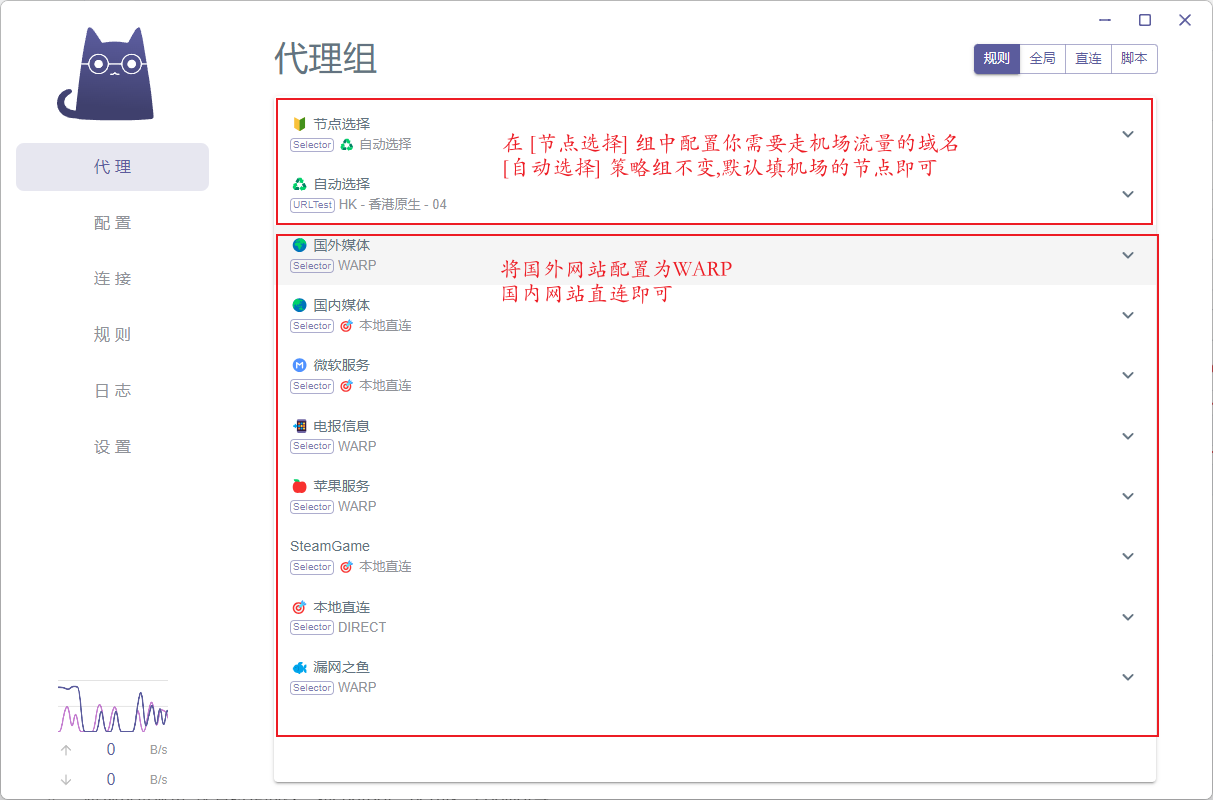 代理组
规则 全局 直连 脚本
代理
配置
连接
规则
日志
设置
节点选择
Selector 自动选择
自动选择
URLTest HK - 香港原生 - 04
在 [节点选择] 组中配置你需要走机场流量的域名
[自动选择] 策略组不变,默认填机场的节点即可
国外媒体
Selector WARP
将国外网站配置为WARP
国内网站直连即可
国内媒体
Selector 本地直连
M 微软服务
Selector 本地直连
电报信息
Selector WARP
苹果服务
Selector WARP
SteamGame
Selector 本地直连
本地直连
Selector DIRECT
漏网之鱼
Selector WARP
↑ 0 B/s
↓ 0 B/s